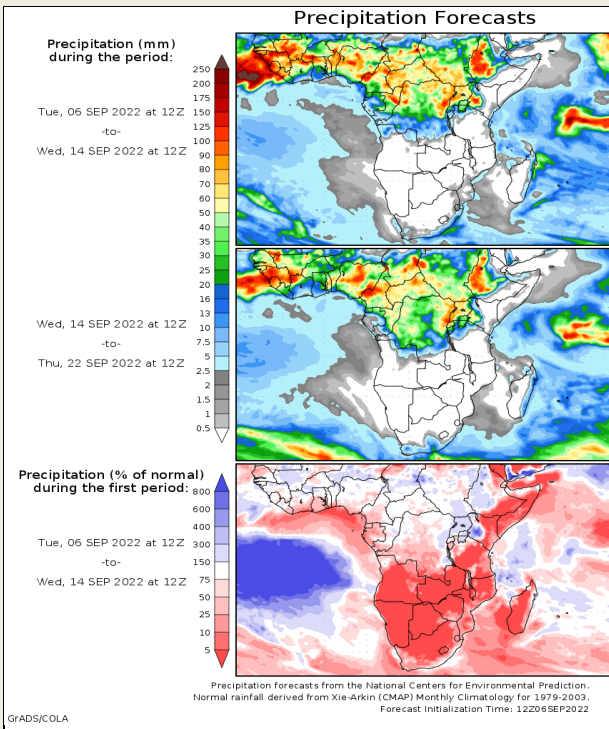 Precipitation Forecasts
Precipitation (mm)
during the period:
Tue, 06 SEP 2022 at 12Z
-to-
Wed, 14 SEP 2022 at 12Z
250
200
175
150
125
100
90
80
70
60
50
40
35
30
25
20
16
13
10
7.5
5
2.5
2
1.5
1
0.5
Wed, 14 SEP 2022 at 12Z
-to-
Thu, 22 SEP 2022 at 12Z
Precipitation (% of normal)
during the first period:
Tue, 06 SEP 2022 at 12Z
-to-
Wed, 14 SEP 2022 at 12Z
800
600
400
300
150
75
50
25
10
5
Precipitation forecasts from the National Centers for Environmental Prediction.
Normal rainfall derived from Xie-Arkin (CMAP) Monthly Climatology for 1979-2003.
Forecast Initialization Time: 12Z06SEP2022
GrADS/COLA